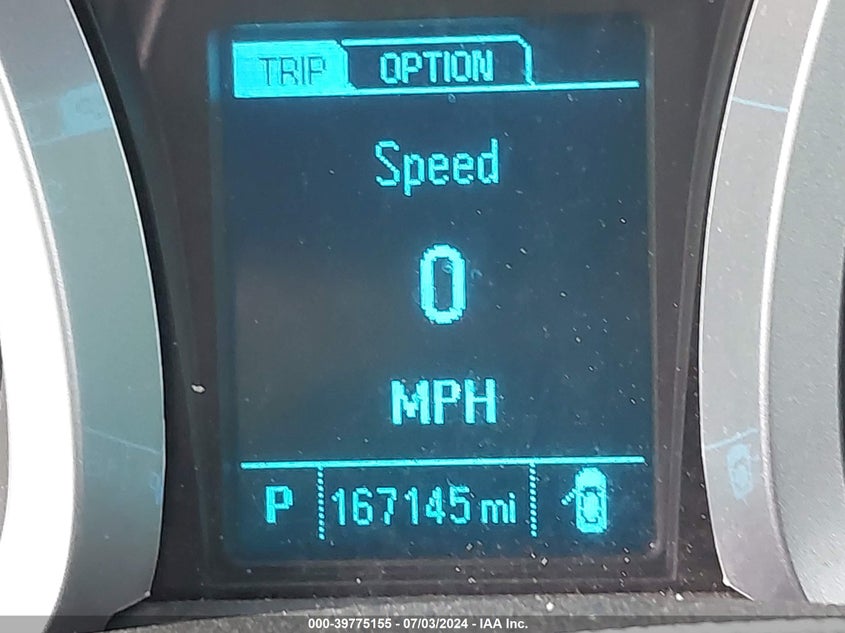 TRIP OPTION
Speed
0
MPH
P 167145 mi
000-39775155 - 07/03/2024 - IAA Inc.